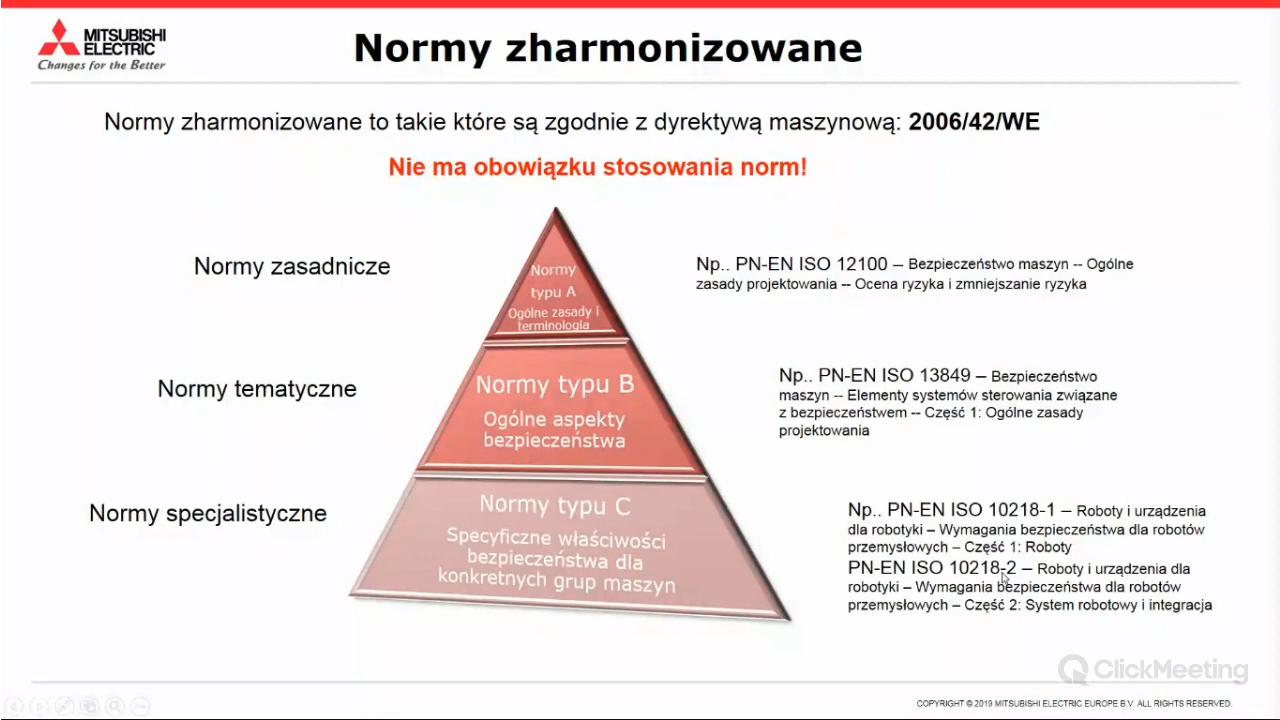 MITSUBISHI
ELECTRIC
Changes for the Better
Normy zharmonizowane
Normy zharmonizowane to takie które są zgodnie z dyrektywą maszynową: 2006/42/WE
Nie ma obowiązku stosowania norm!
Normy zasadnicze
Normy
typu A
Ogólne zasady i
terminologia
Np.. PN-EN ISO 12100 – Bezpieczeństwo maszyn -- Ogólne
zasady projektowania -- Ocena ryzyka i zmniejszanie ryzyka
Normy tematyczne
Normy typu B
Ogólne aspekty
bezpieczeństwa
Np.. PN-EN ISO 13849 – Bezpieczeństwo
maszyn -- Elementy systemów sterowania związane
z bezpieczeństwem -- Część 1: Ogólne zasady
projektowania
Normy specjalistyczne
Normy typu C
Specyficzne właściwości
bezpieczeństwa dla
konkretnych grup maszyn
Np.. PN-EN ISO 10218-1 – Roboty i urządzenia
dla robotyki – Wymagania bezpieczeństwa dla robotów
przemysłowych – Część 1: Roboty
PN-EN ISO 10218-2 – Roboty i urządzenia dla
robotyki – Wymagania bezpieczeństwa dla robotów
przemysłowych – Część 2: System robotowy i integracja
ClickMeeting
COPYRIGHT © 2019 MITSUBISHI ELECTRIC EUROPE B.V. ALL RIGHTS RESERVED.